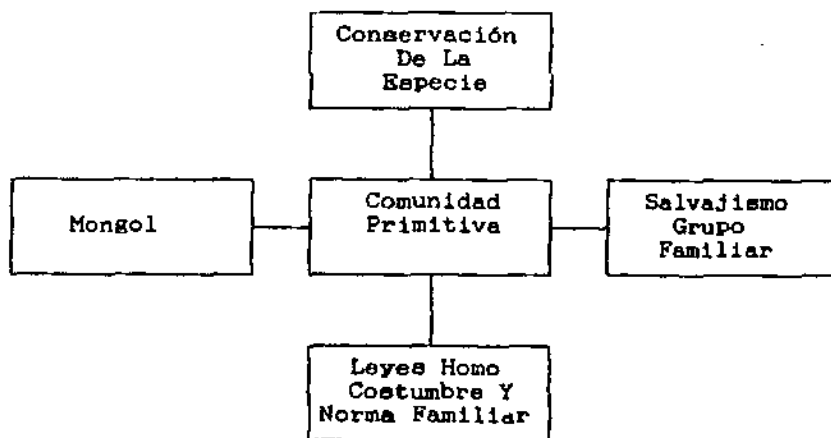 Conservación
De La
Especie
Mongol
Comunidad
Primitiva
Salvajismo
Grupo
Familiar
Leyes Homo
Costumbre Y
Norma Familiar